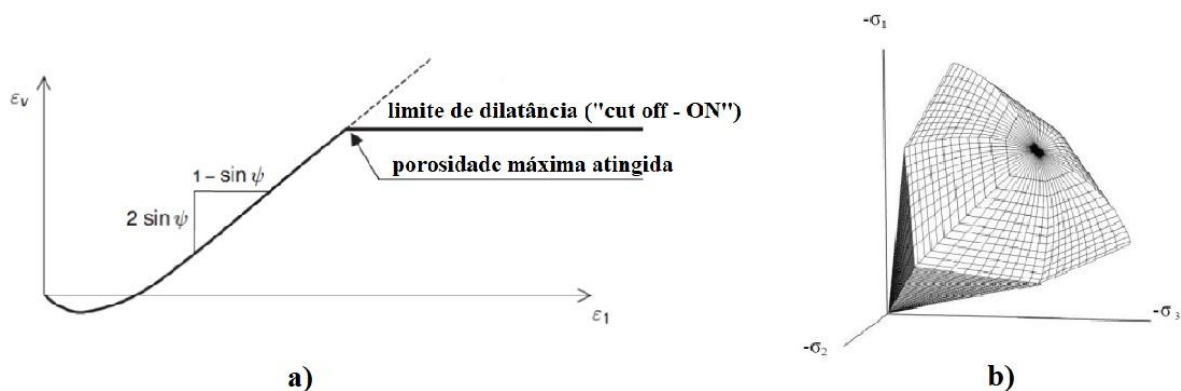 εv
limite de dilatância ("cut off - ON")
porosidade máxima atingida
1 – sin ψ
2 sin ψ
ε1
a)
-σ1
-σ3
-σ2
b)